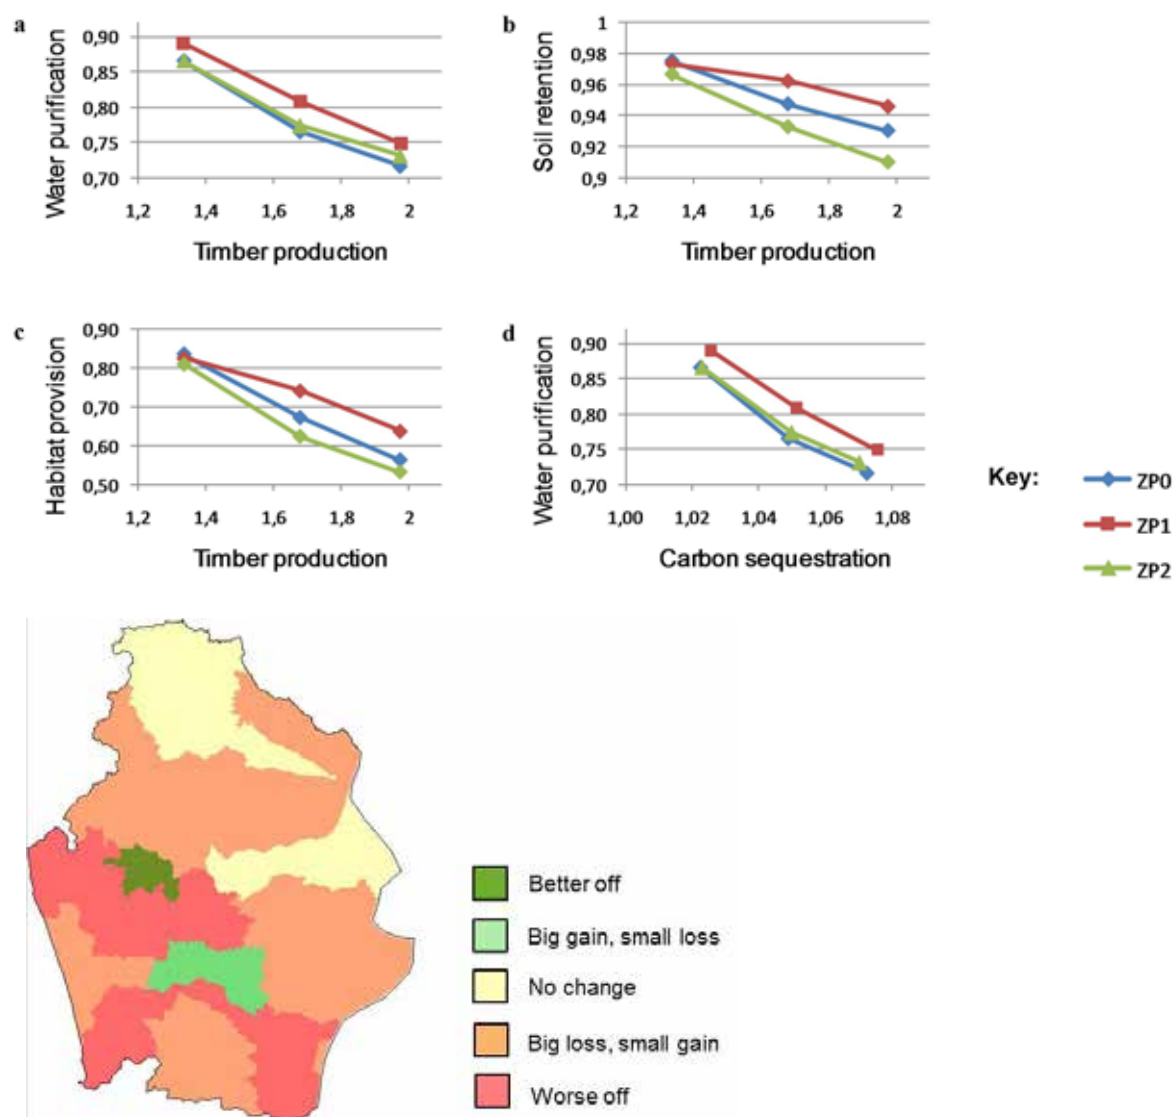 a
Water purification
0,90
0,85
0,80
0,75
0,70
1,2 1,4 1,6 1,8 2
Timber production
b
Soil retention
1
0,98
0,96
0,94
0,92
0,9
1,2 1,4 1,6 1,8 2
Timber production
c
Habitat provision
0,90
0,80
0,70
0,60
0,50
1,2 1,4 1,6 1,8 2
Timber production
d
Water purification
0,90
0,85
0,80
0,75
0,70
1,00 1,02 1,04 1,06 1,08
Carbon sequestration
Key:
ZP0
ZP1
ZP2
Better off
Big gain, small loss
No change
Big loss, small gain
Worse off